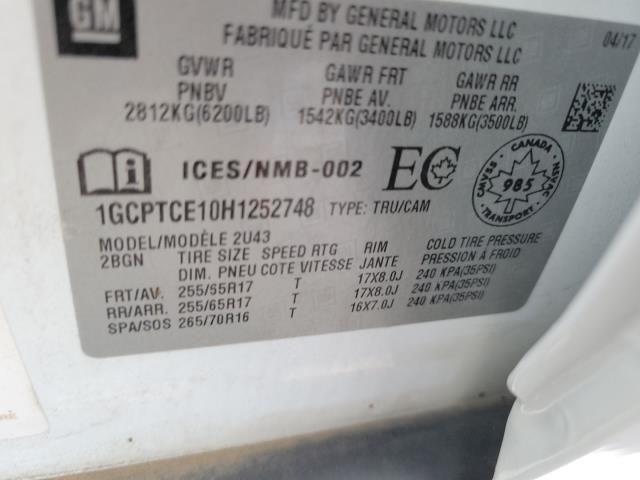 GM
MFD BY GENERAL MOTORS LLC
FABRIQUÉ PAR GENERAL MOTORS LLC
04/17
GVWR GAWR FRT GAWR RR
PNBV PNBE AV. PNBE ARR.
2812KG(6200LB) 1542KG(3400LB) 1588KG(3500LB)
ICES/NMB-002 EC
CANADA
CMVSS 985 NSVAC
TRANSPORT
1GCPTCE10H1252748 TYPE: TRU/CAM
MODEL/MODÈLE 2U43
2BGN TIRE SIZE SPEED RTG RIM COLD TIRE PRESSURE
DIM. PNEU COTE VITESSE JANTE PRESSION A FROID
FRT/AV. 255/65R17 T 17X8.0J 240 KPA(35PSI)
RR/ARR. 255/65R17 T 17X8.0J 240 KPA(35PSI)
SPA/SOS 265/70R16 T 16X7.0J 240 KPA(35PSI)